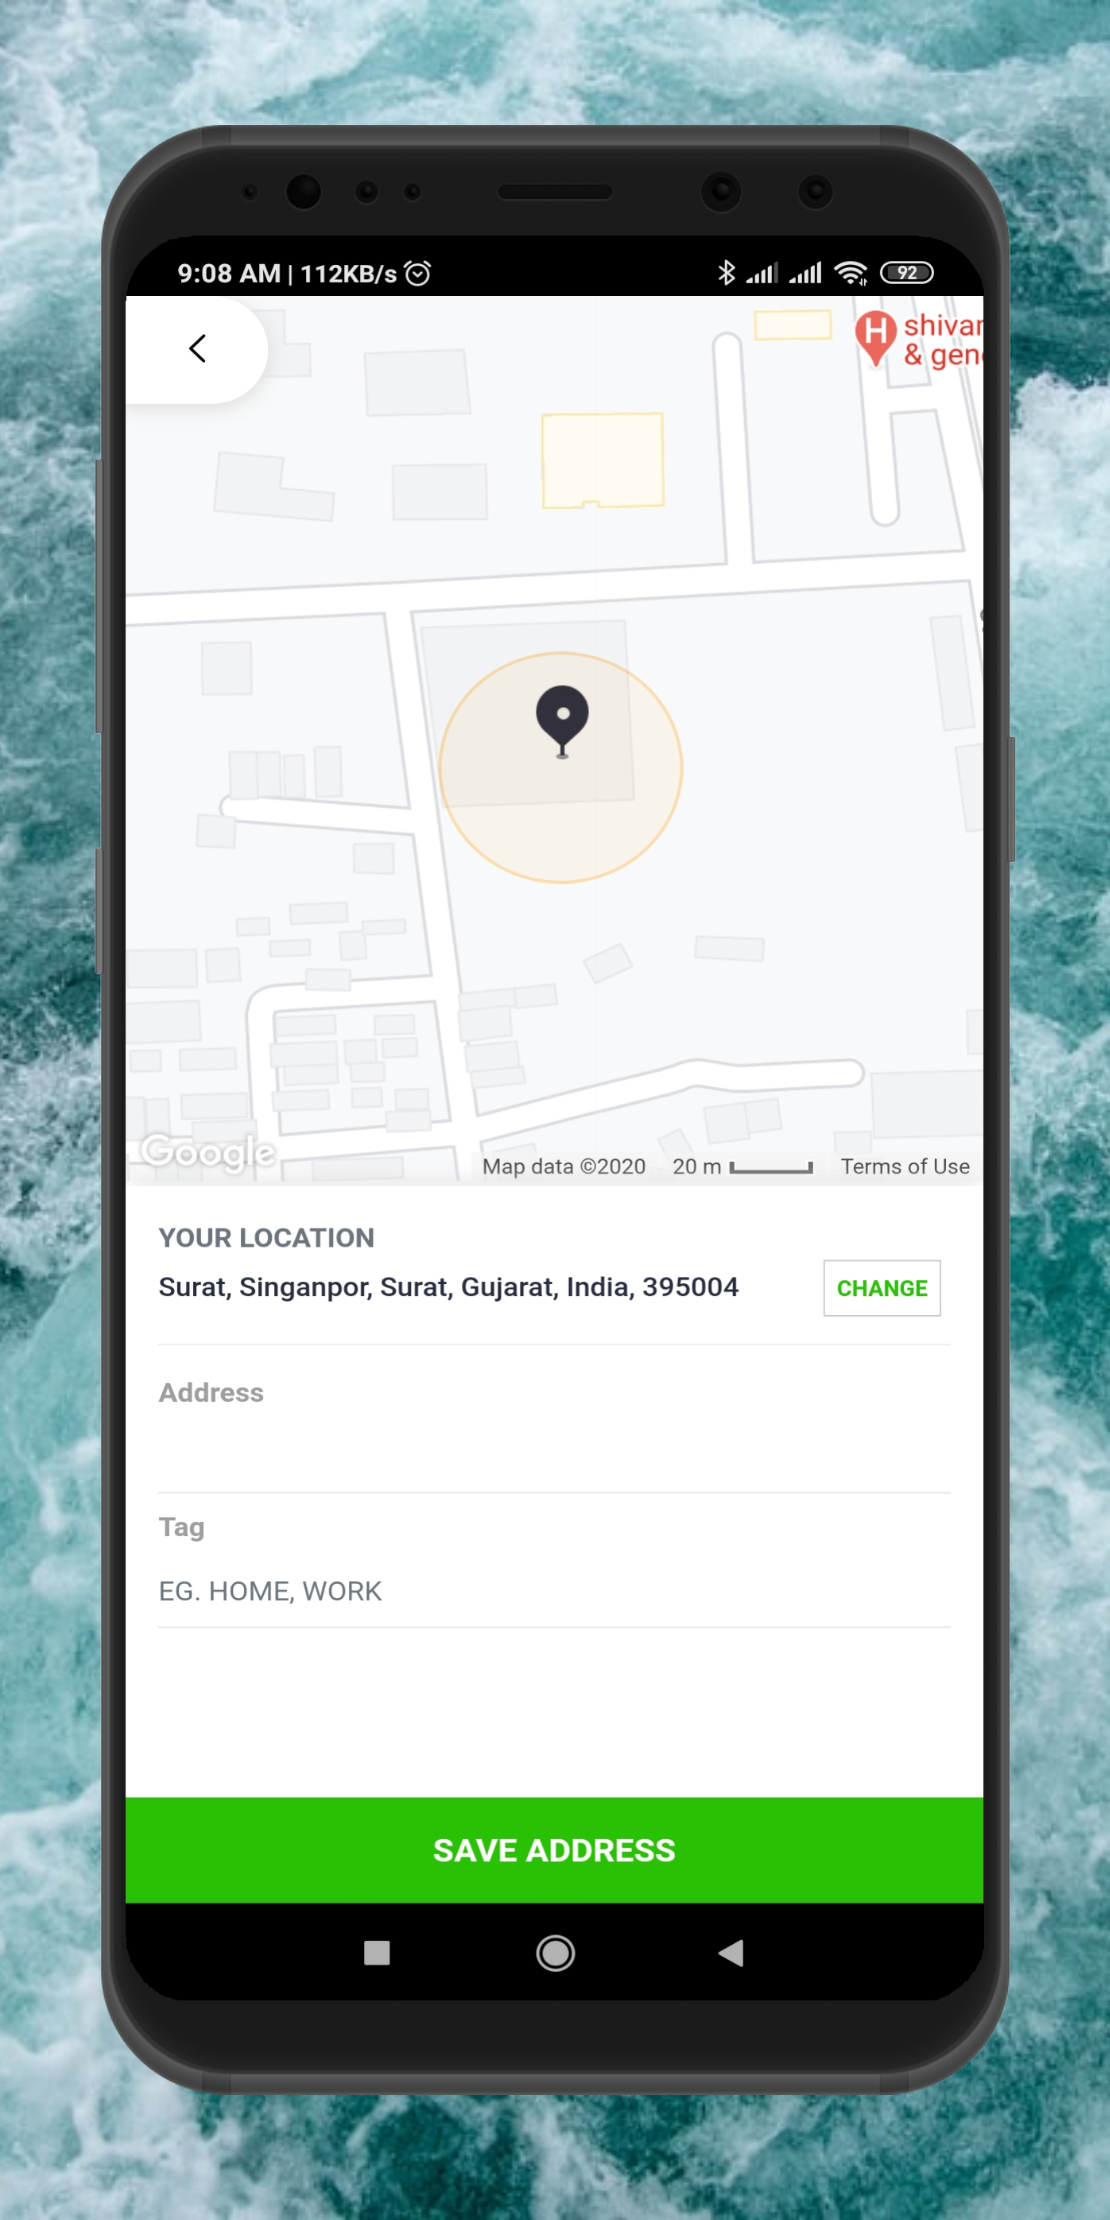 9:08 AM | 112KB/s
92
H
& gen
Google
Map data ©2020 20 m Terms of Use
YOUR LOCATION
Surat, Singanpor, Surat, Gujarat, India, 395004
CHANGE
Address
Tag
EG. HOME, WORK
SAVE ADDRESS